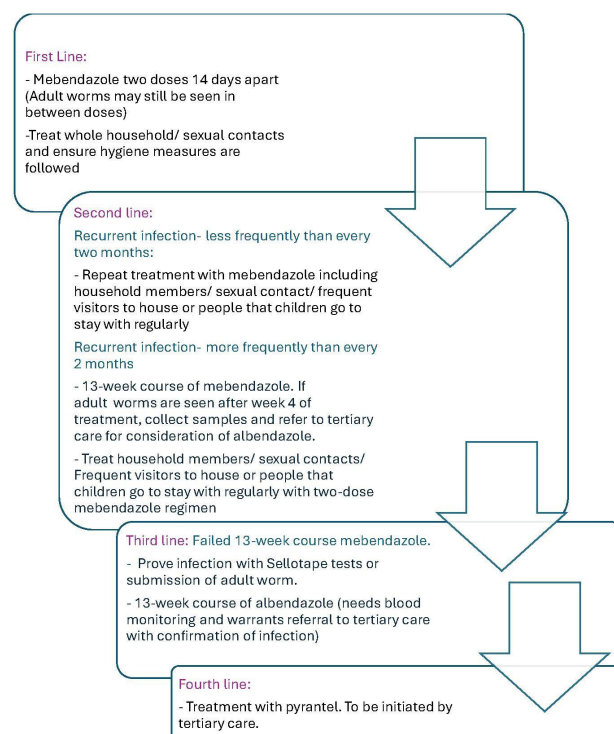 First Line:
- Mebendazole two doses 14 days apart
(Adult worms may still be seen in
between doses)
-Treat whole household/ sexual contacts
and ensure hygiene measures are
followed
Second line:
Recurrent infection- less frequently than every
two months:
- Repeat treatment with mebendazole including
household members/ sexual contact/ frequent
visitors to house or people that children go to
stay with regularly
Recurrent infection- more frequently than every
2 months
- 13-week course of mebendazole. If
adult worms are seen after week 4 of
treatment, collect samples and refer to tertiary
care for consideration of albendazole.
- Treat household members/ sexual contacts/
Frequent visitors to house or people that
children go to stay with regularly with two-dose
mebendazole regimen
Third line: Failed 13-week course mebendazole.
- Prove infection with Sellotape tests or
submission of adult worm.
- 13-week course of albendazole (needs blood
monitoring and warrants referral to tertiary care
with confirmation of infection)
Fourth line:
- Treatment with pyrantel. To be initiated by
tertiary care.